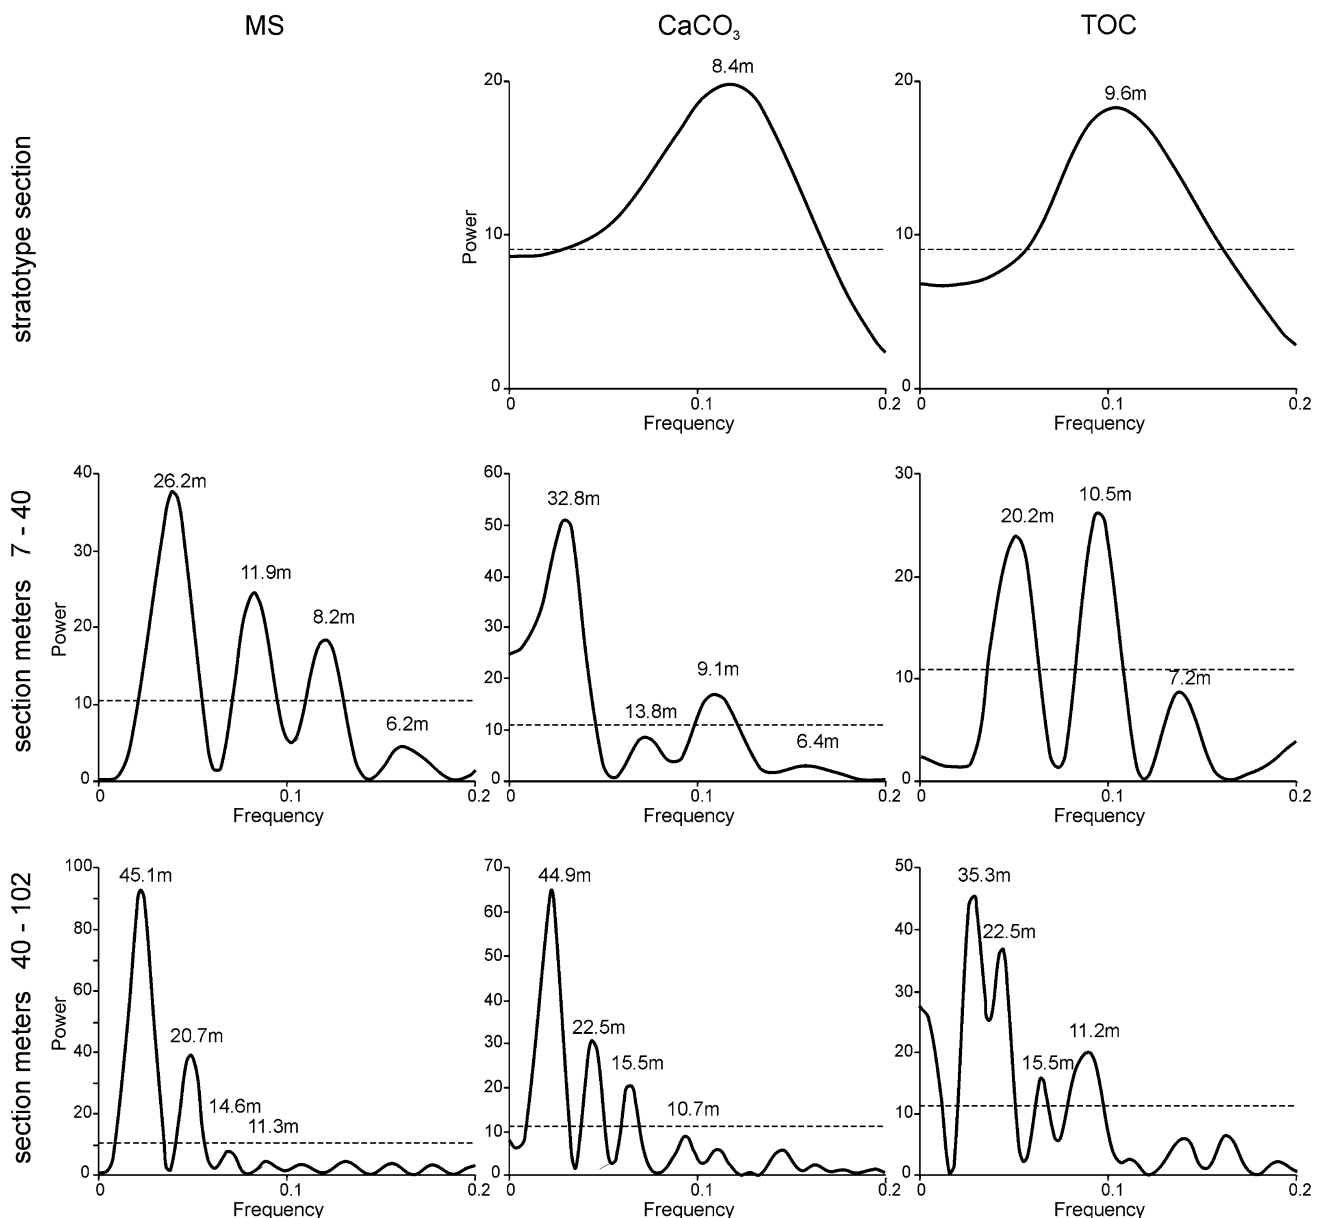 MS
CaCO₃
TOC
stratotype section
8.4m
20
10
0
Power
0
0.1
0.2
Frequency
9.6m
20
10
0
0
0.1
0.2
Frequency
section meters 7 - 40
26.2m
11.9m
8.2m
6.2m
40
30
20
10
0
Power
0
0.1
0.2
Frequency
32.8m
13.8m
9.1m
6.4m
60
50
40
30
20
10
0
0
0.1
0.2
Frequency
20.2m
10.5m
7.2m
30
20
10
0
0
0.1
0.2
Frequency
section meters 40 - 102
45.1m
20.7m
14.6m
11.3m
100
80
60
40
20
0
Power
0
0.1
0.2
Frequency
44.9m
22.5m
15.5m
10.7m
70
60
50
40
30
20
10
0
0
0.1
0.2
Frequency
35.3m
22.5m
15.5m
11.2m
50
40
30
20
10
0
0
0.1
0.2
Frequency